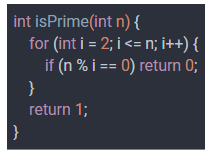 int isPrime(int n) {
for (int i = 2; i <= n; i++) {
if (n % i == 0) return 0;
}
return 1;
}